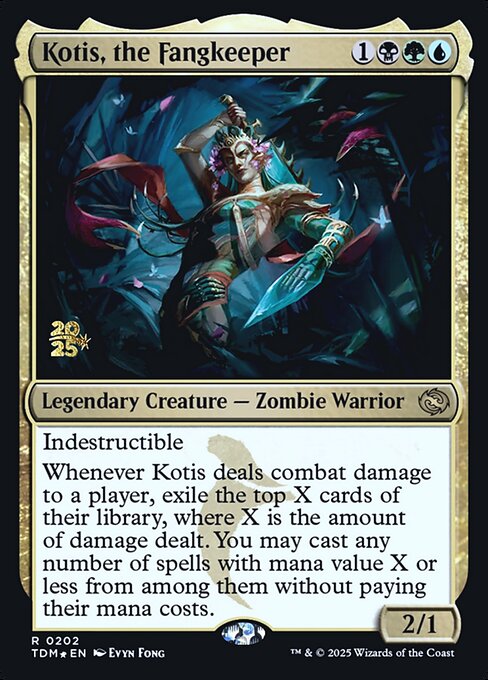 Kotis, the Fangkeeper 1
20
25
Legendary Creature — Zombie Warrior
Indestructible
Whenever Kotis deals combat damage
to a player, exile the top X cards of
their library, where X is the amount
of damage dealt. You may cast any
number of spells with mana value X or
less from among them without paying
their mana costs.
2/1
R 0202
TDM★EN Evyn Fong
™ & © 2025 Wizards of the Coast